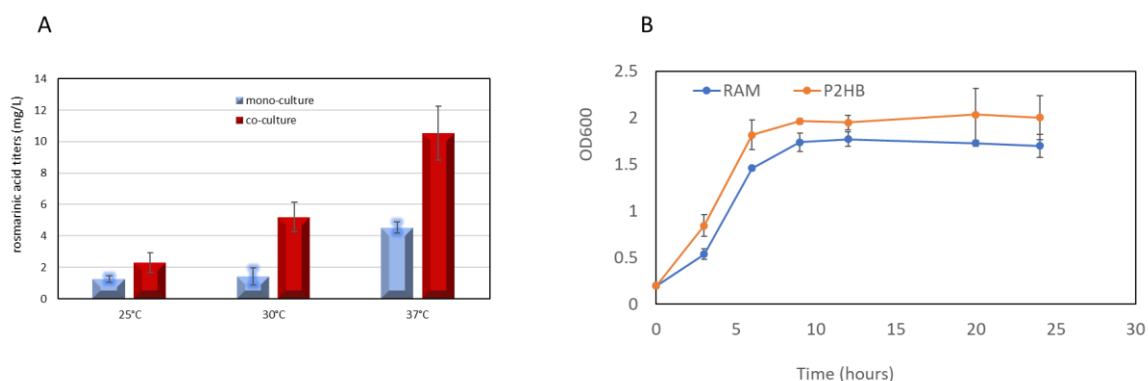 A
rosmarinic acid titers (mg/L)
14
12
10
8
6
4
2
0
mono-culture
co-culture
25°C
30°C
37°C
B
OD600
2.5
2
1.5
1
0.5
0
RAM
P2HB
0
5
10
15
20
25
30
Time (hours)